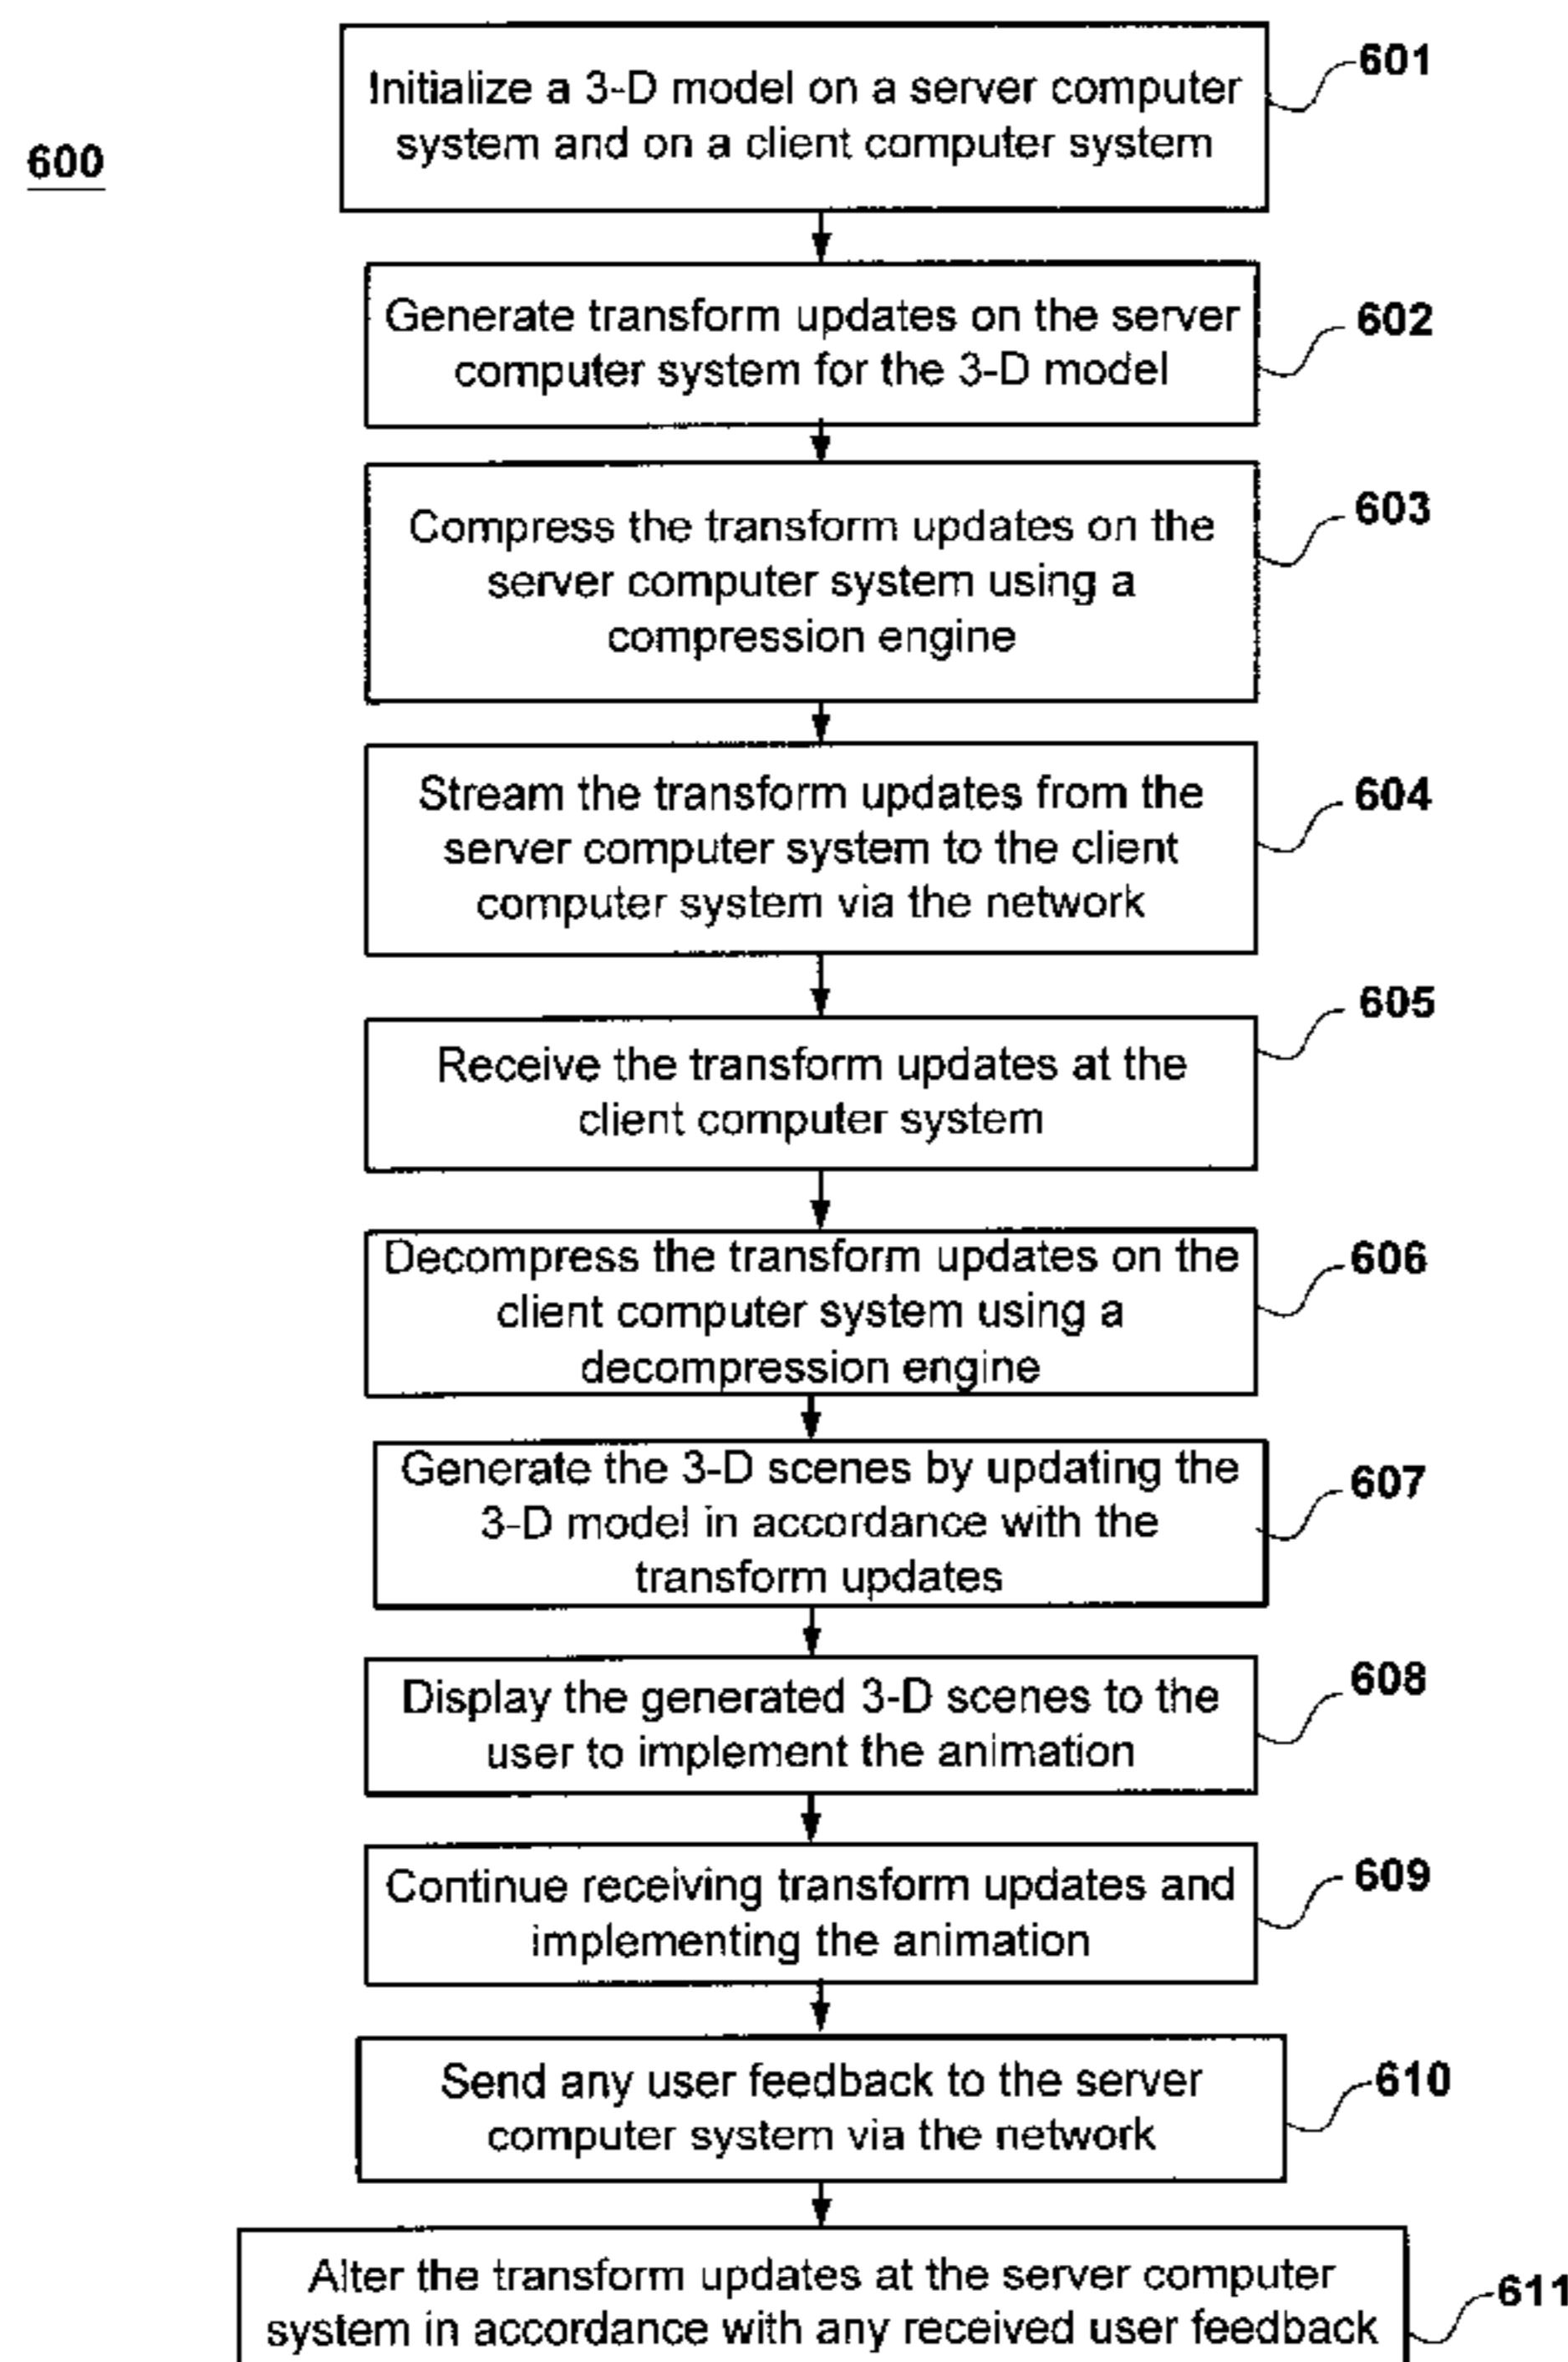 600
Initialize a 3-D model on a server computer
system and on a client computer system
601
Generate transform updates on the server
computer system for the 3-D model
602
Compress the transform updates on the
server computer system using a
compression engine
603
Stream the transform updates from the
server computer system to the client
computer system via the network
604
Receive the transform updates at the
client computer system
605
Decompress the transform updates on the
client computer system using a
decompression engine
606
Generate the 3-D scenes by updating the
3-D model in accordance with the
transform updates
607
Display the generated 3-D scenes to the
user to implement the animation
608
Continue receiving transform updates and
implementing the animation
609
Send any user feedback to the server
computer system via the network
610
Alter the transform updates at the server computer
system in accordance with any received user feedback
611